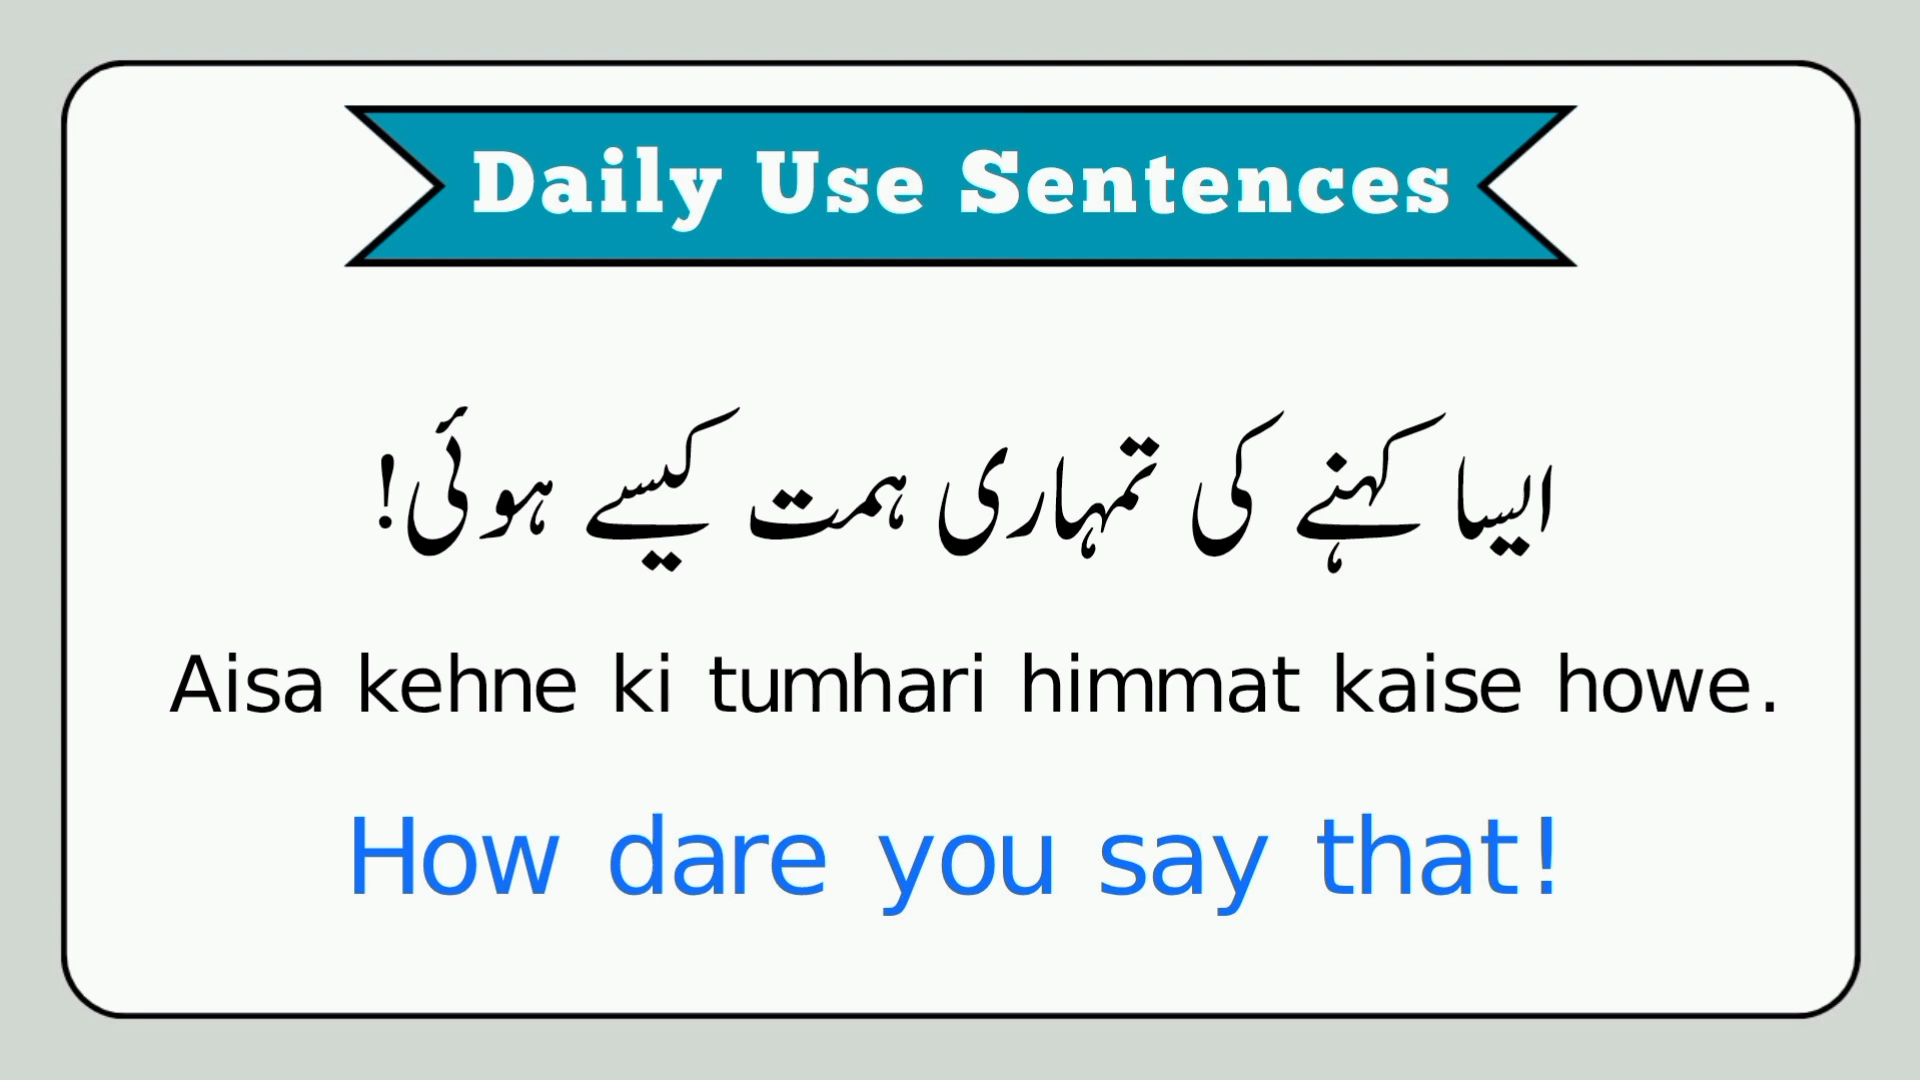 Daily Use Sentences
ایسا کہنے کی تمہاری ہمت کیسے ہوئی!
Aisa kehne ki tumhari himmat kaise howe.
How dare you say that!